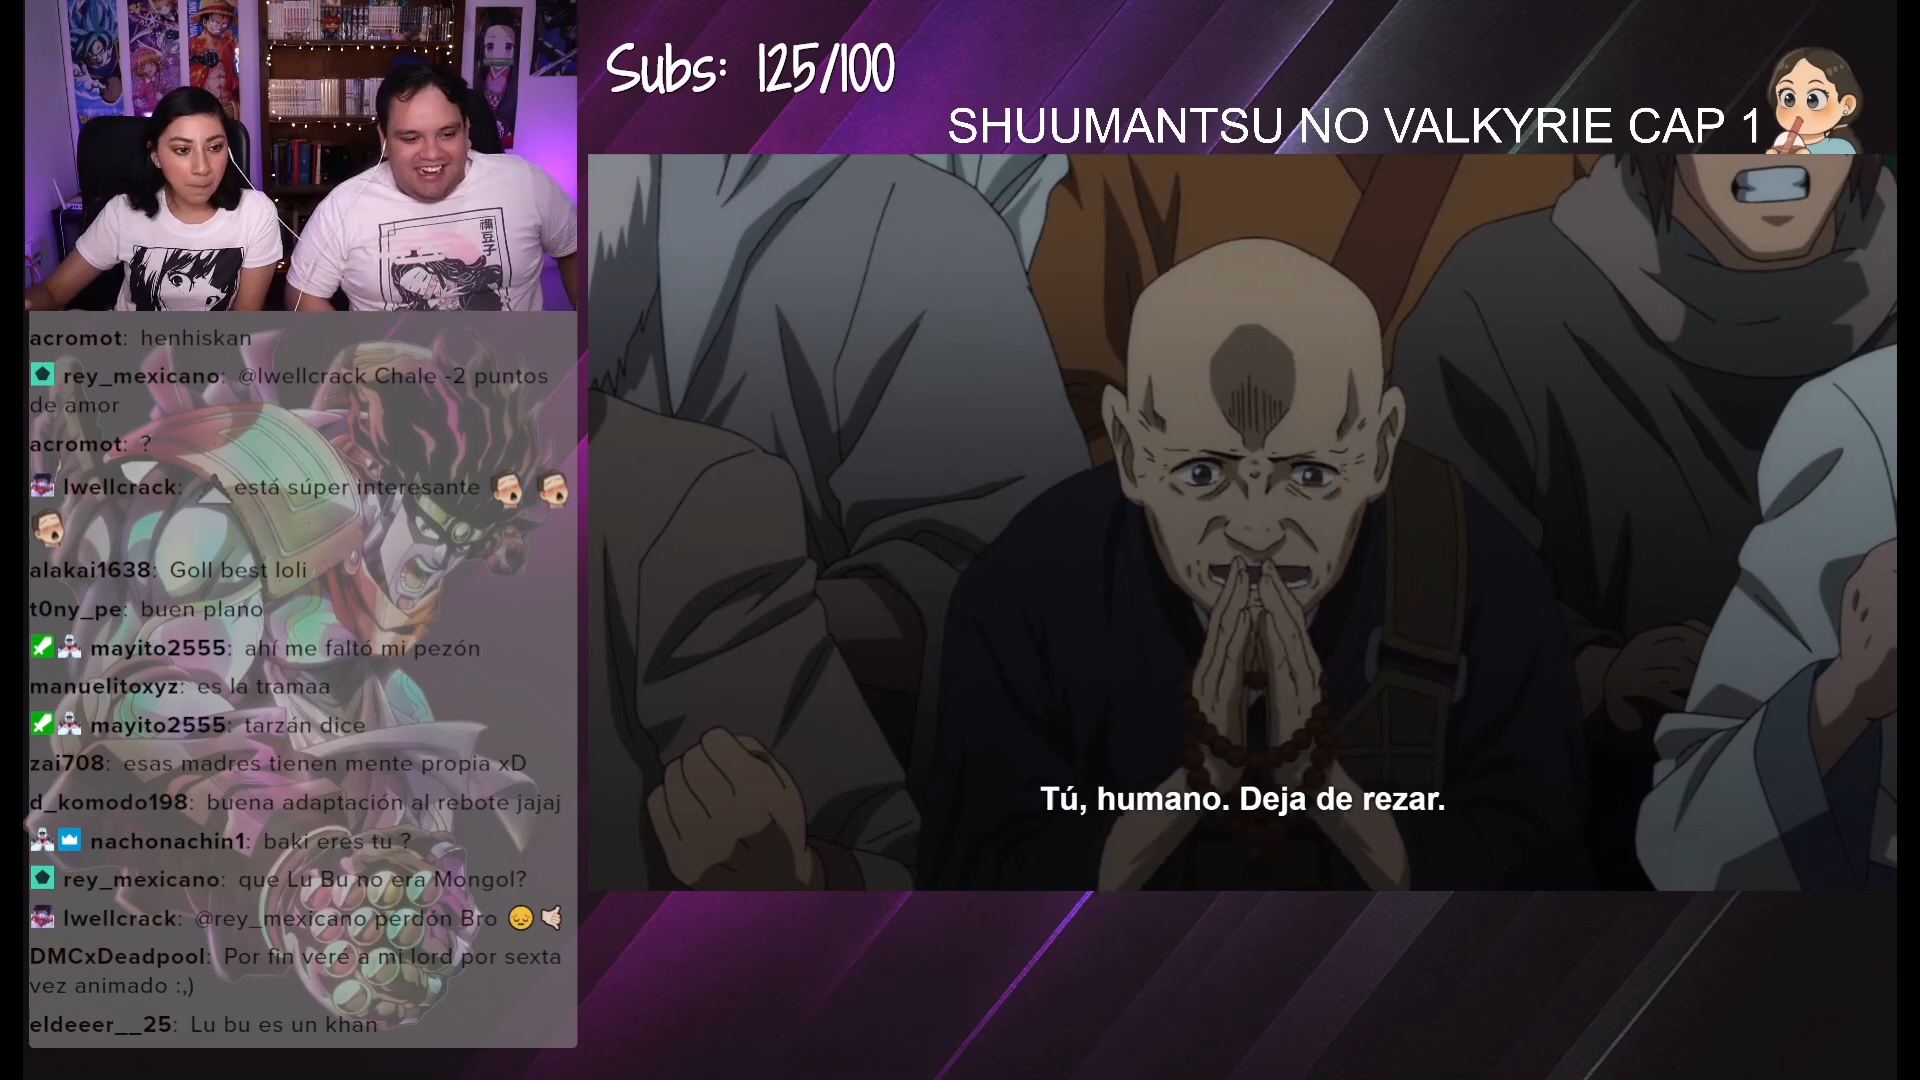 Subs: 125/100
SHUUMANTSU NO VALKYRIE CAP 1
禰豆子
acromot: henhiskan
rey_mexicano: @lwellcrack Chale -2 puntos
de amor
acromot: ?
lwellcrack: está súper interesante
alakai1638: Goll best loli
t0ny_pe: buen plano
mayito2555: ahí me faltó mi pezón
manuelitoxyz: es la tramaa
mayito2555: tarzán dice
zai708: esas madres tienen mente propia xD
d_komodo198: buena adaptación al rebote jajaj
nachonachin1: baki eres tu ?
rey_mexicano: que Lu Bu no era Mongol?
lwellcrack: @rey_mexicano perdón Bro 😔🤙
DMCxDeadpool: Por fin veré a mi lord por sexta
vez animado :,)
eldeeer__25: Lu bu es un khan
Tú, humano. Deja de rezar.